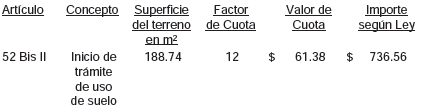 Artículo Concepto Superficie del terreno en m² Factor de Cuota Valor de Cuota Importe según Ley
52 Bis II Inicio de trámite de uso de suelo 188.74 12 $ 61.38 $ 736.56